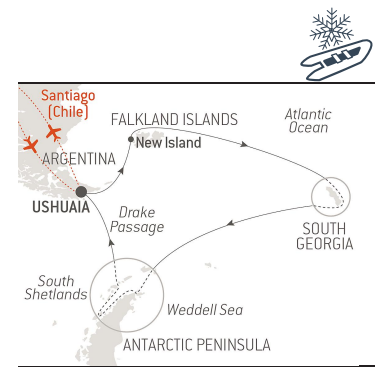 Santiago
(Chile)
FALKLAND ISLANDS
Atlantic
Ocean
New Island
ARGENTINA
USHUAIA
Drake
Passage
SOUTH
GEORGIA
South
Shetlands
Weddell Sea
ANTARCTIC PENINSULA